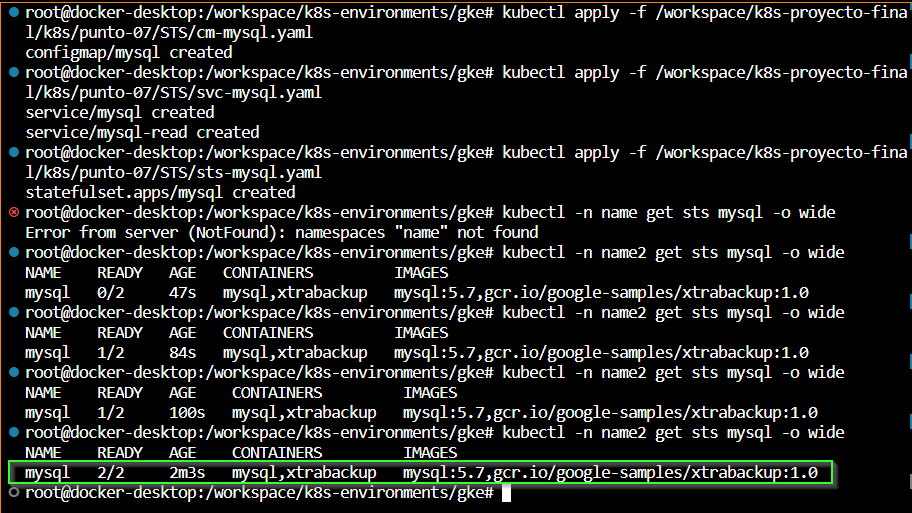 root@docker-desktop:/workspace/k8s-environments/gke# kubectl apply -f /workspace/k8s-proyecto-fina
l/k8s/punto-07/STS/cm-mysql.yaml
configmap/mysql created
root@docker-desktop:/workspace/k8s-environments/gke# kubectl apply -f /workspace/k8s-proyecto-fina
l/k8s/punto-07/STS/svc-mysql.yaml
service/mysql created
service/mysql-read created
root@docker-desktop:/workspace/k8s-environments/gke# kubectl apply -f /workspace/k8s-proyecto-fina
l/k8s/punto-07/STS/sts-mysql.yaml
statefulset.apps/mysql created
root@docker-desktop:/workspace/k8s-environments/gke# kubectl -n name get sts mysql -o wide
Error from server (NotFound): namespaces "name" not found
root@docker-desktop:/workspace/k8s-environments/gke# kubectl -n name2 get sts mysql -o wide
NAME    READY   AGE   CONTAINERS         IMAGES
mysql   0/2     47s   mysql,xtrabackup   mysql:5.7,gcr.io/google-samples/xtrabackup:1.0
root@docker-desktop:/workspace/k8s-environments/gke# kubectl -n name2 get sts mysql -o wide
NAME    READY   AGE   CONTAINERS         IMAGES
mysql   1/2     84s   mysql,xtrabackup   mysql:5.7,gcr.io/google-samples/xtrabackup:1.0
root@docker-desktop:/workspace/k8s-environments/gke# kubectl -n name2 get sts mysql -o wide
NAME    READY   AGE    CONTAINERS         IMAGES
mysql   1/2     100s   mysql,xtrabackup   mysql:5.7,gcr.io/google-samples/xtrabackup:1.0
root@docker-desktop:/workspace/k8s-environments/gke# kubectl -n name2 get sts mysql -o wide
NAME    READY   AGE    CONTAINERS         IMAGES
mysql   2/2     2m3s   mysql,xtrabackup   mysql:5.7,gcr.io/google-samples/xtrabackup:1.0
root@docker-desktop:/workspace/k8s-environments/gke#